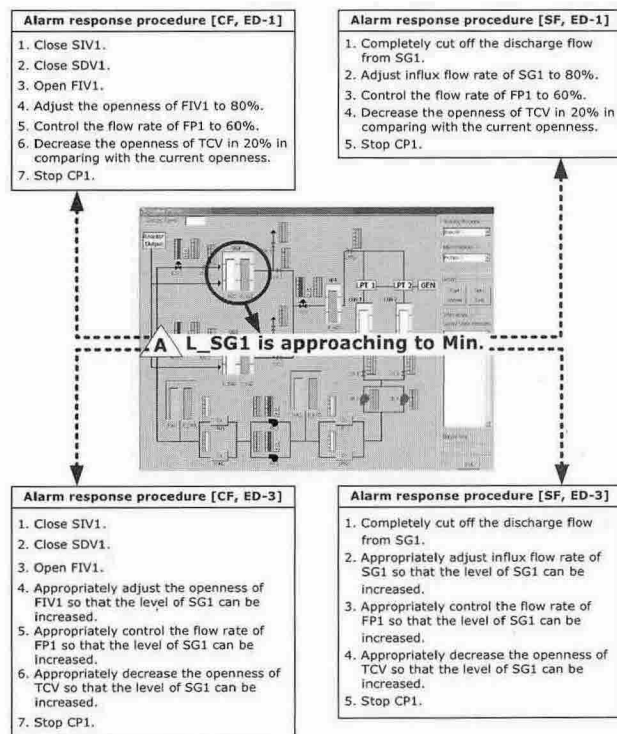 Alarm response procedure [CF, ED-1]
1. Close SIV1.
2. Close SDV1.
3. Open FIV1.
4. Adjust the openness of FIV1 to 80%.
5. Control the flow rate of FP1 to 60%.
6. Decrease the openness of TCV in 20% in
comparing with the current openness.
7. Stop CP1.
Alarm response procedure [SF, ED-1]
1. Completely cut off the discharge flow
from SG1.
2. Adjust influx flow rate of SG1 to 80%.
3. Control the flow rate of FP1 to 60%.
4. Decrease the openness of TCV in 20% in
comparing with the current openness.
5. Stop CP1.
Reactor
Output
LPT 1
LPT 2
GEN
A
L_SG1 is approaching to Min.
Alarm response procedure [CF, ED-3]
1. Close SIV1.
2. Close SDV1.
3. Open FIV1.
4. Appropriately adjust the openness of
FIV1 so that the level of SG1 can be
increased.
5. Appropriately control the flow rate of
FP1 so that the level of SG1 can be
increased.
6. Appropriately decrease the openness of
TCV so that the level of SG1 can be
increased.
7. Stop CP1.
Alarm response procedure [SF, ED-3]
1. Completely cut off the discharge flow
from SG1.
2. Appropriately adjust influx flow rate of
SG1 so that the level of SG1 can be
increased.
3. Appropriately control the flow rate of
FP1 so that the level of SG1 can be
increased.
4. Appropriately decrease the openness of
TCV so that the level of SG1 can be
increased.
5. Stop CP1.